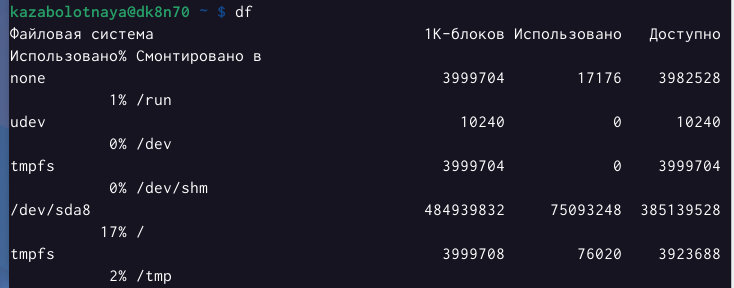 kazabolotnaya@dk8n70 ~ $ df
Файловая система 1K-блоков Использовано Доступно
Использовано% Смонтировано в
none 3999704 17176 3982528
1% /run
udev 10240 0 10240
0% /dev
tmpfs 3999704 0 3999704
0% /dev/shm
/dev/sda8 484939832 75093248 385139528
17% /
tmpfs 3999708 76020 3923688
2% /tmp